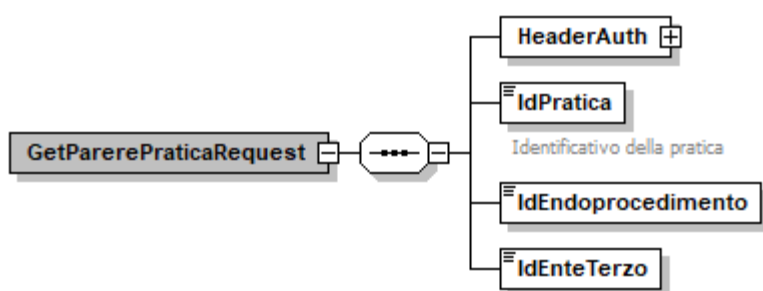 HeaderAuth
IdPratica
Identificativo della pratica
GetParerePraticaRequest
IdEndoprocedimento
IdEnteTerzo